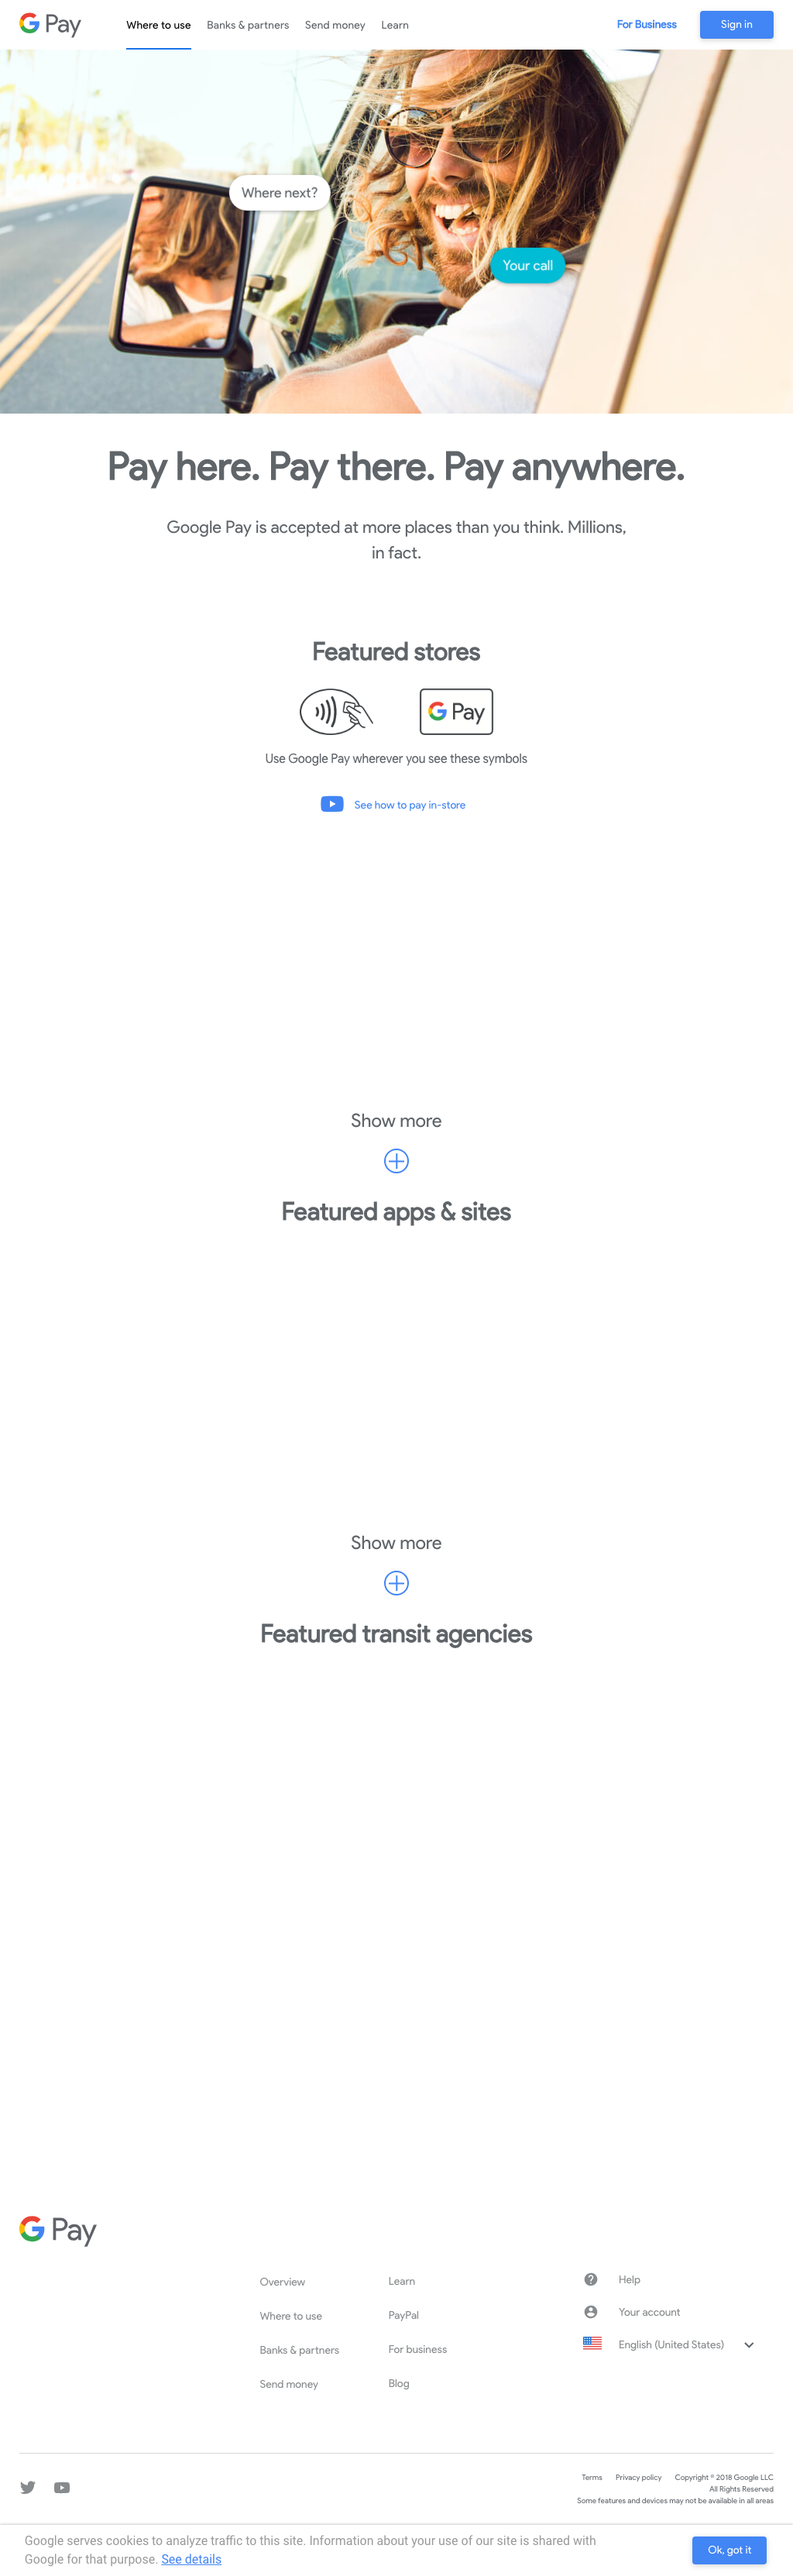 G Pay
Where to use
Banks & partners
Send money
Learn
For Business
Sign in
Where next?
Your call
Pay here. Pay there. Pay anywhere.
Google Pay is accepted at more places than you think. Millions,
in fact.
Featured stores
G Pay
Use Google Pay wherever you see these symbols
See how to pay in-store
Show more
Featured apps & sites
Show more
Featured transit agencies
G Pay
Overview
Where to use
Banks & partners
Send money
Learn
PayPal
For business
Blog
Help
Your account
English (United States)
Terms
Privacy policy
Copyright © 2018 Google LLC
All Rights Reserved
Some features and devices may not be available in all areas
Google serves cookies to analyze traffic to this site. Information about your use of our site is shared with
Google for that purpose. See details
Ok, got it